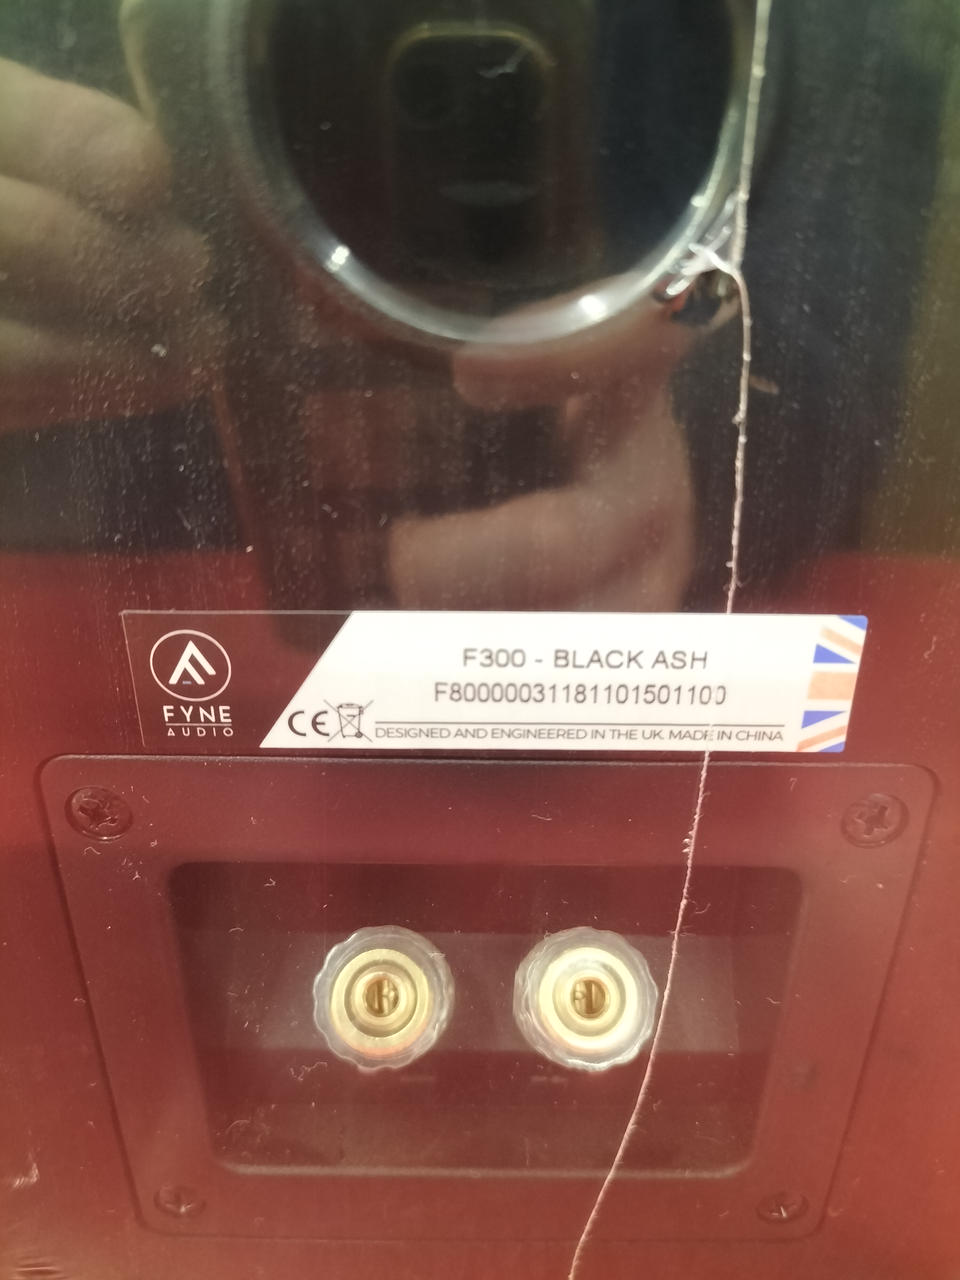 FYNE
AUDIO
F300 - BLACK ASH
F80000031181101501100
CE
DESIGNED AND ENGINEERED IN THE UK. MADE IN CHINA